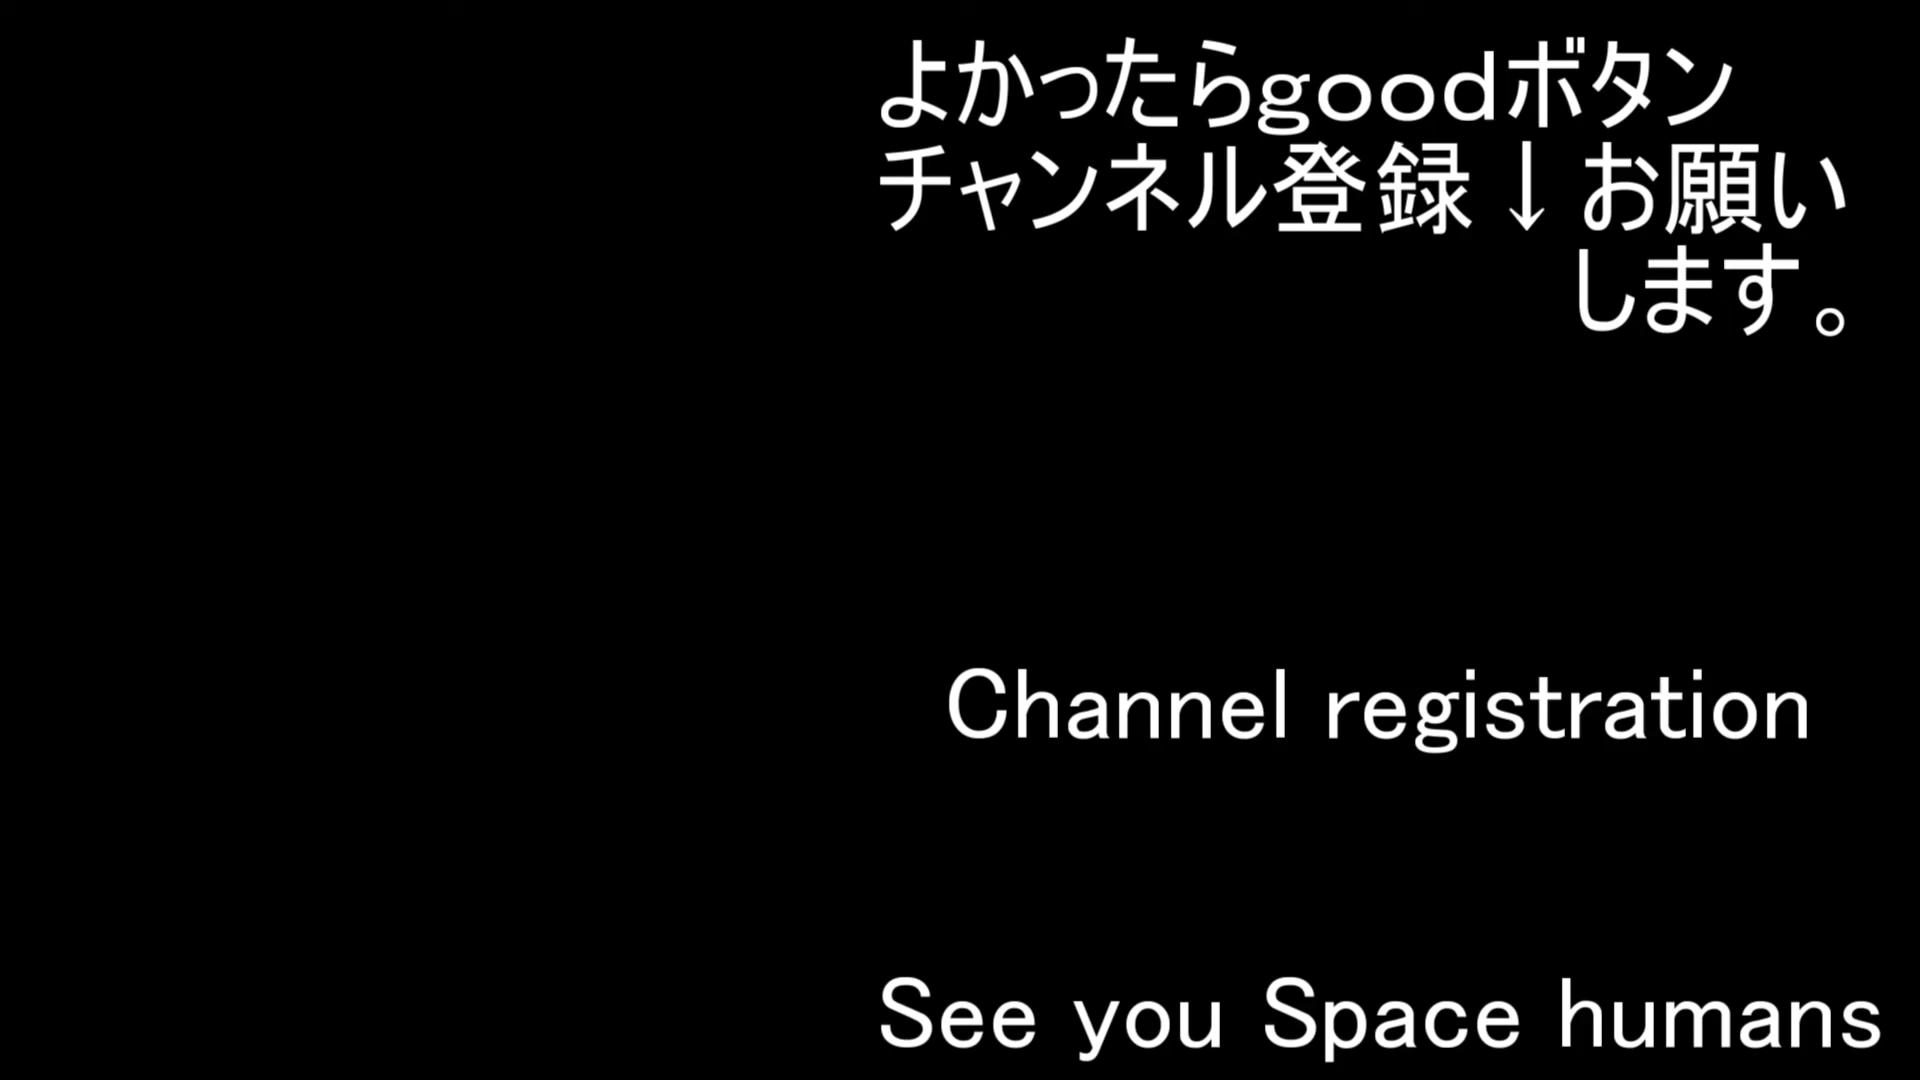 よかったらｇｏｏｄボタン
チャンネル登録↓お願い
します。
Channel registration
See you Space humans